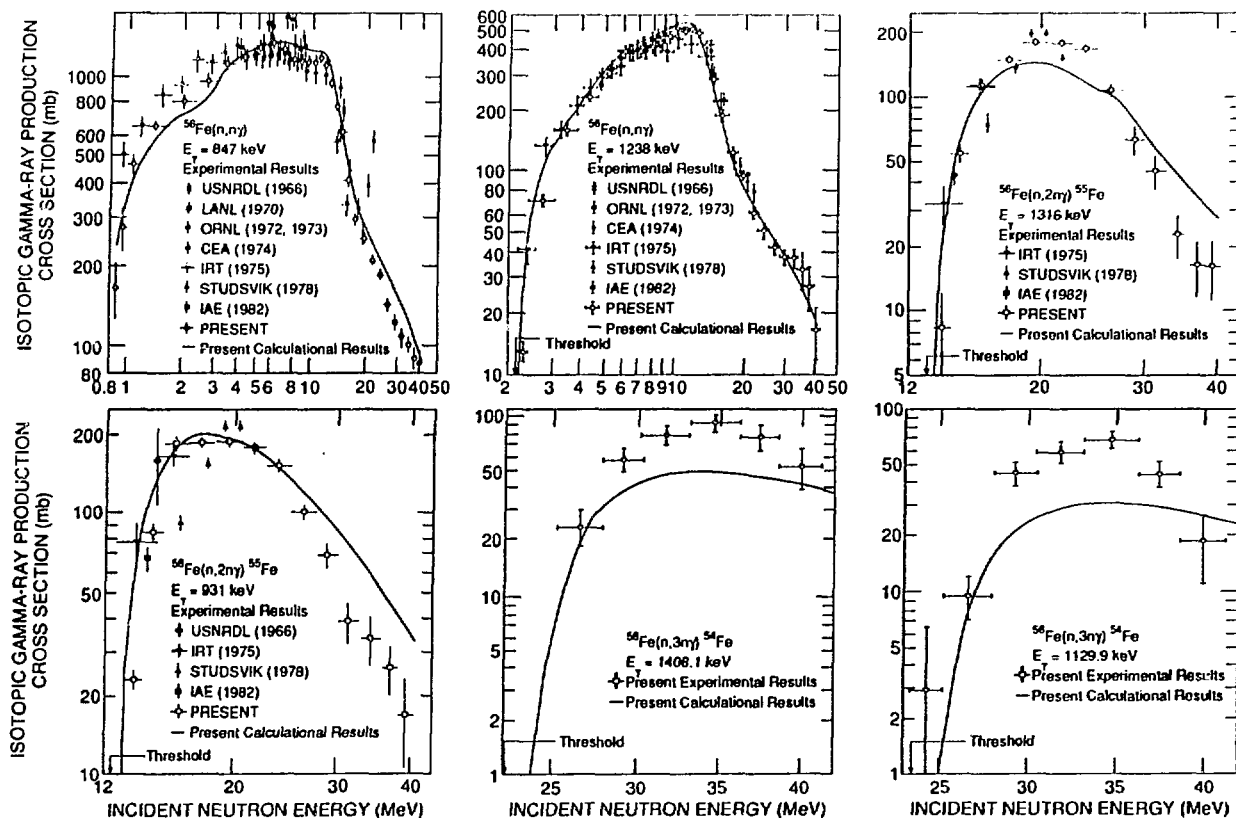 ISOTOPIC GAMMA-RAY PRODUCTION
CROSS SECTION (mb)
1000
800
600
500
400
300
200
100
80
⁵⁶Fe(n,nγ)
Eγ = 847 keV
Experimental Results
USNRDL (1966)
LANL (1970)
ORNL (1972, 1973)
CEA (1974)
IRT (1975)
STUDSVIK (1978)
IAE (1982)
PRESENT
Present Calculational Results
0.8 1 2 3 4 5 6 8 10 20 30 50
600
500
400
300
200
100
80
60
50
40
30
20
10
⁵⁶Fe(n,nγ)
Eγ = 1238 keV
Experimental Results
USNRDL (1966)
ORNL (1972, 1973)
CEA (1974)
IRT (1975)
STUDSVIK (1978)
IAE (1982)
PRESENT
Present Calculational Results
Threshold
2 3 4 5 6 7 8 9 10 20 30 40 50
200
100
50
20
10
5
⁵⁶Fe(n,2nγ) ⁵⁵Fe
Eγ = 1316 keV
Experimental Results
IRT (1975)
STUDSVIK (1978)
IAE (1982)
PRESENT
Present Calculational Results
Threshold
12 20 30 40
ISOTOPIC GAMMA-RAY PRODUCTION
CROSS SECTION (mb)
200
100
50
20
10
⁵⁶Fe(n,2nγ) ⁵⁵Fe
Eγ = 931 keV
Experimental Results
USNRDL (1966)
IRT (1975)
STUDSVIK (1978)
IAE (1982)
PRESENT
Present Calculational Results
Threshold
12 20 30 40
INCIDENT NEUTRON ENERGY (MeV)
100
50
20
10
5
2
1
⁵⁶Fe(n,3nγ) ⁵⁴Fe
Eγ = 1406.1 keV
Present Experimental Results
Present Calculational Results
Threshold
25 30 35 40
INCIDENT NEUTRON ENERGY (MeV)
100
50
20
10
5
2
1
⁵⁶Fe(n,3nγ) ⁵⁴Fe
Eγ = 1129.9 keV
Present Experimental Results
Present Calculational Results
Threshold
25 30 35 40
INCIDENT NEUTRON ENERGY (MeV)